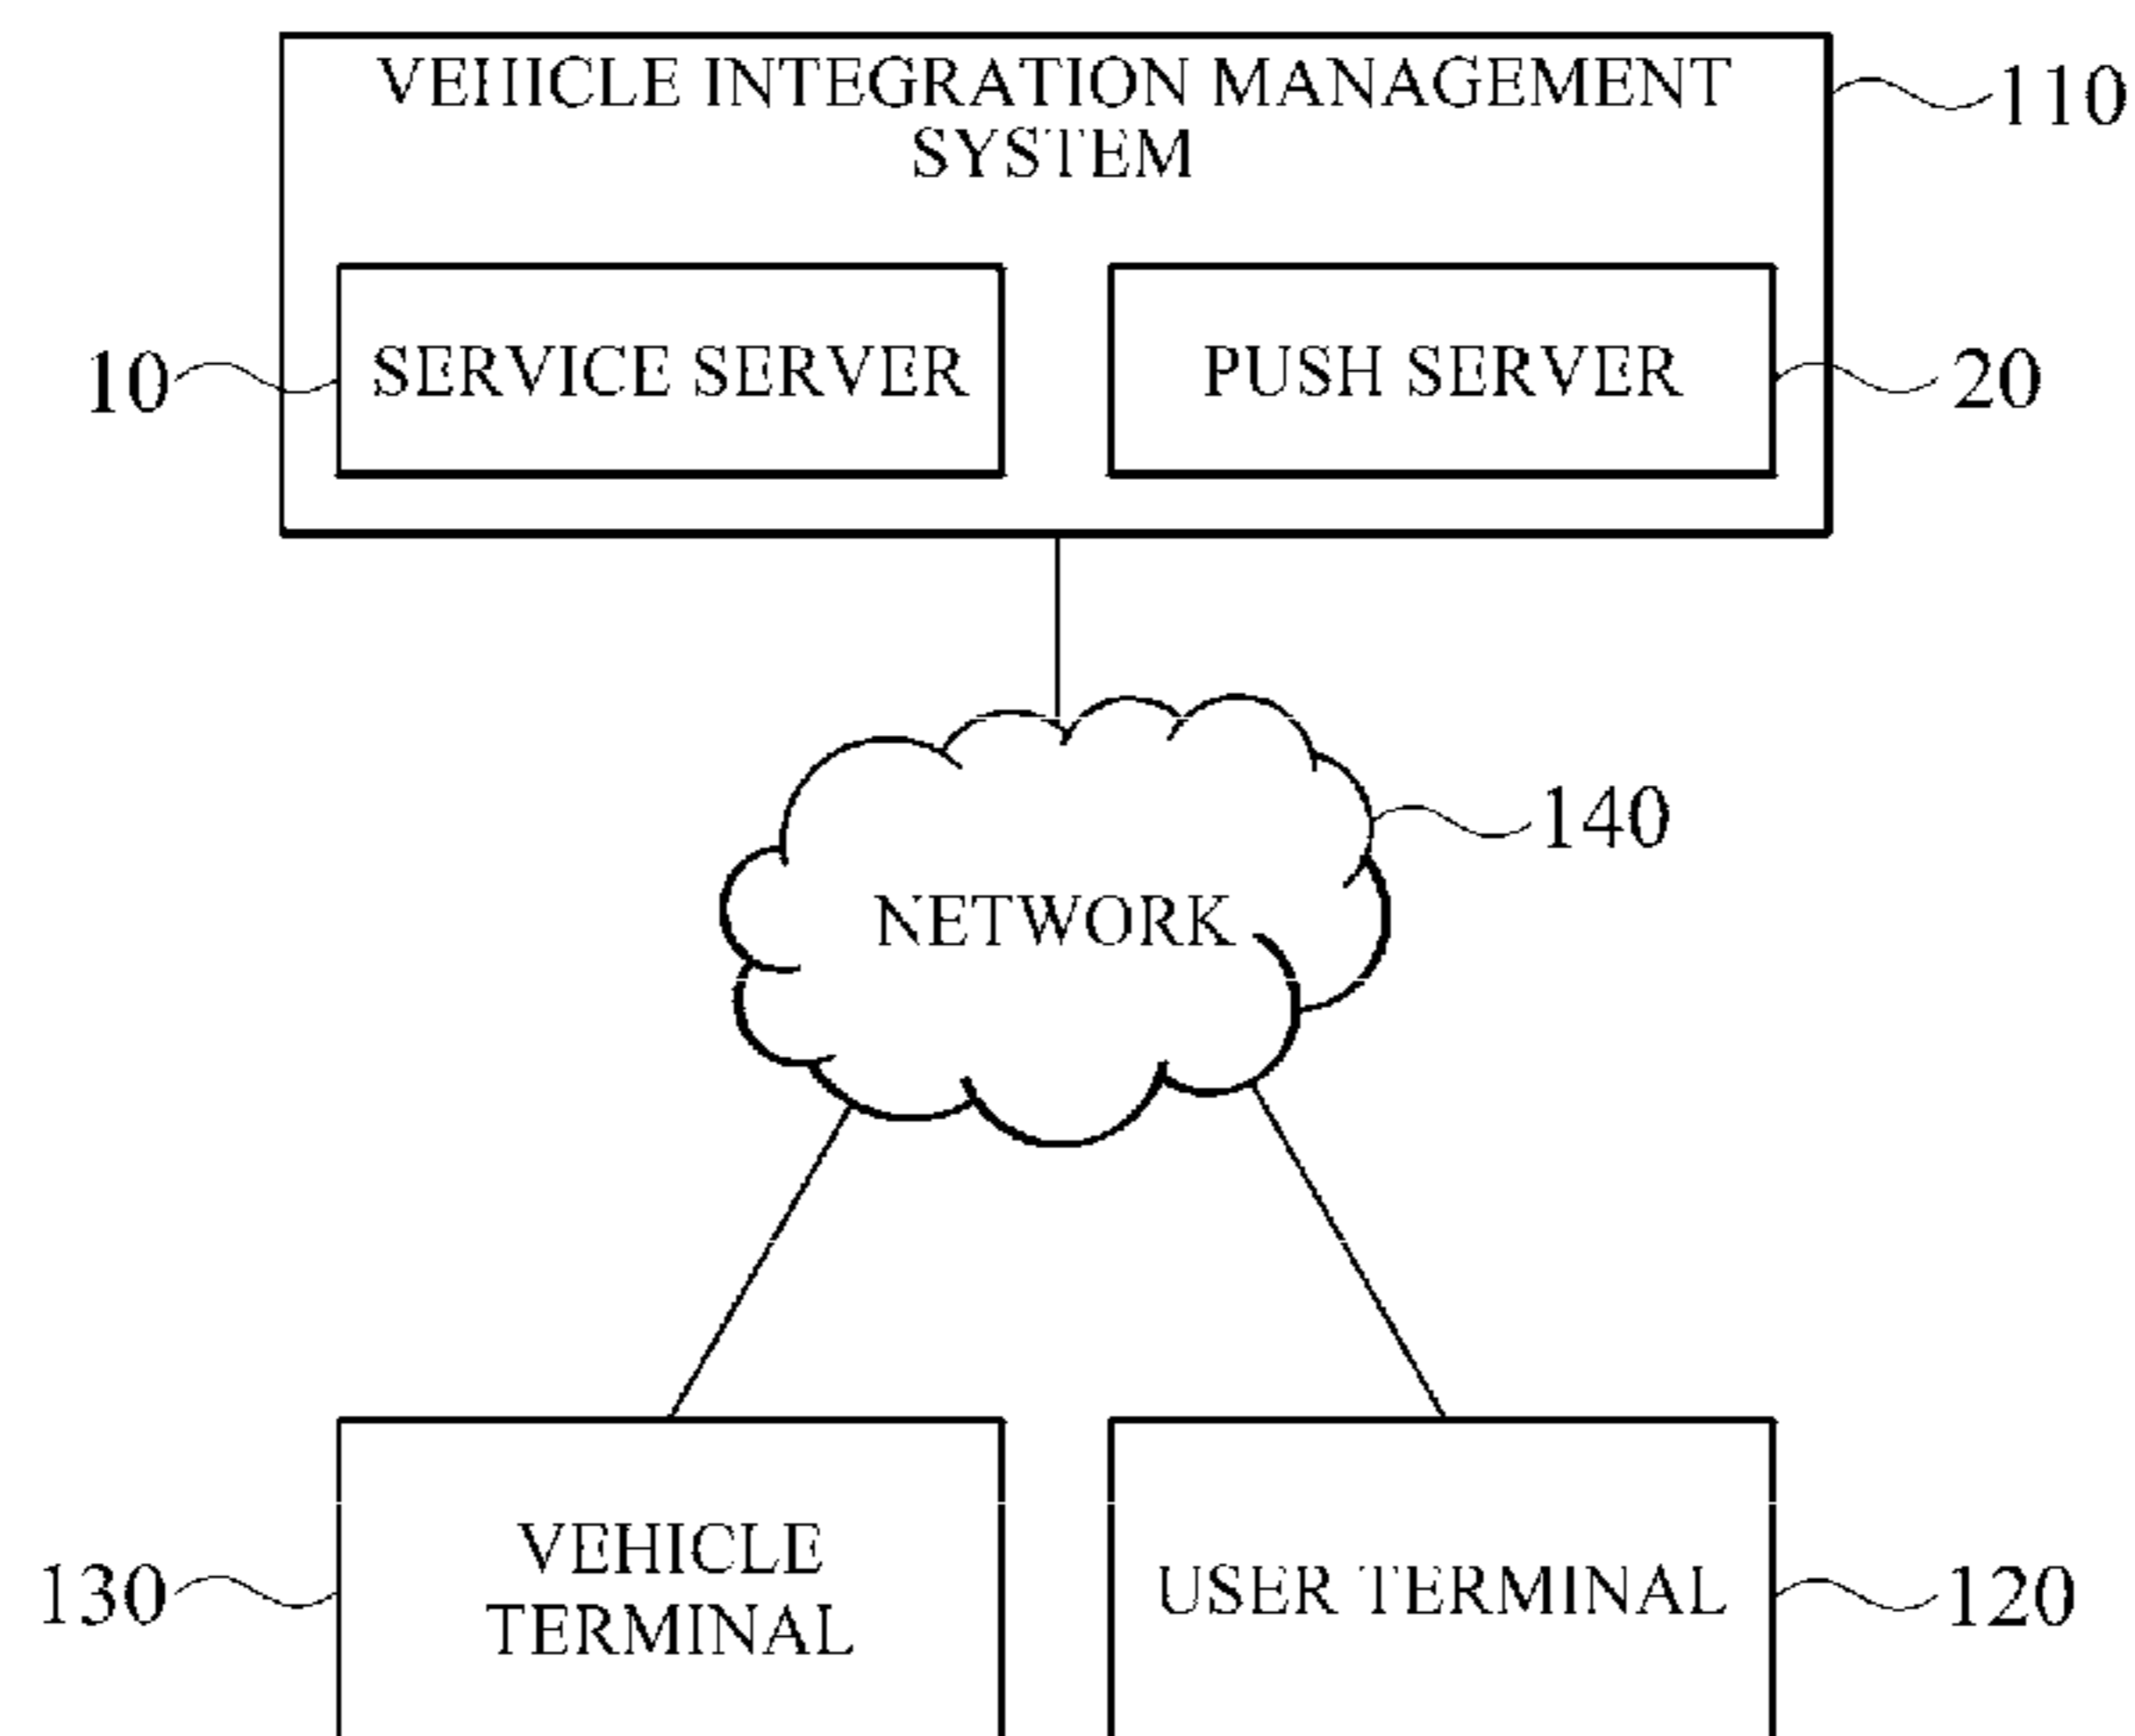 VEHICLE INTEGRATION MANAGEMENT
SYSTEM
110
10
SERVICE SERVER
PUSH SERVER
20
140
NETWORK
130
VEHICLE
TERMINAL
USER TERMINAL
120